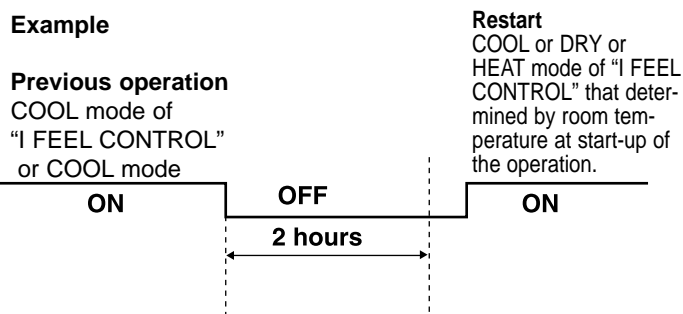 Example
Previous operation
COOL mode of
“I FEEL CONTROL”
or COOL mode
Restart
COOL or DRY or
HEAT mode of “I FEEL
CONTROL” that deter-
mined by room tem-
perature at start-up of
the operation.
ON
OFF
ON
2 hours